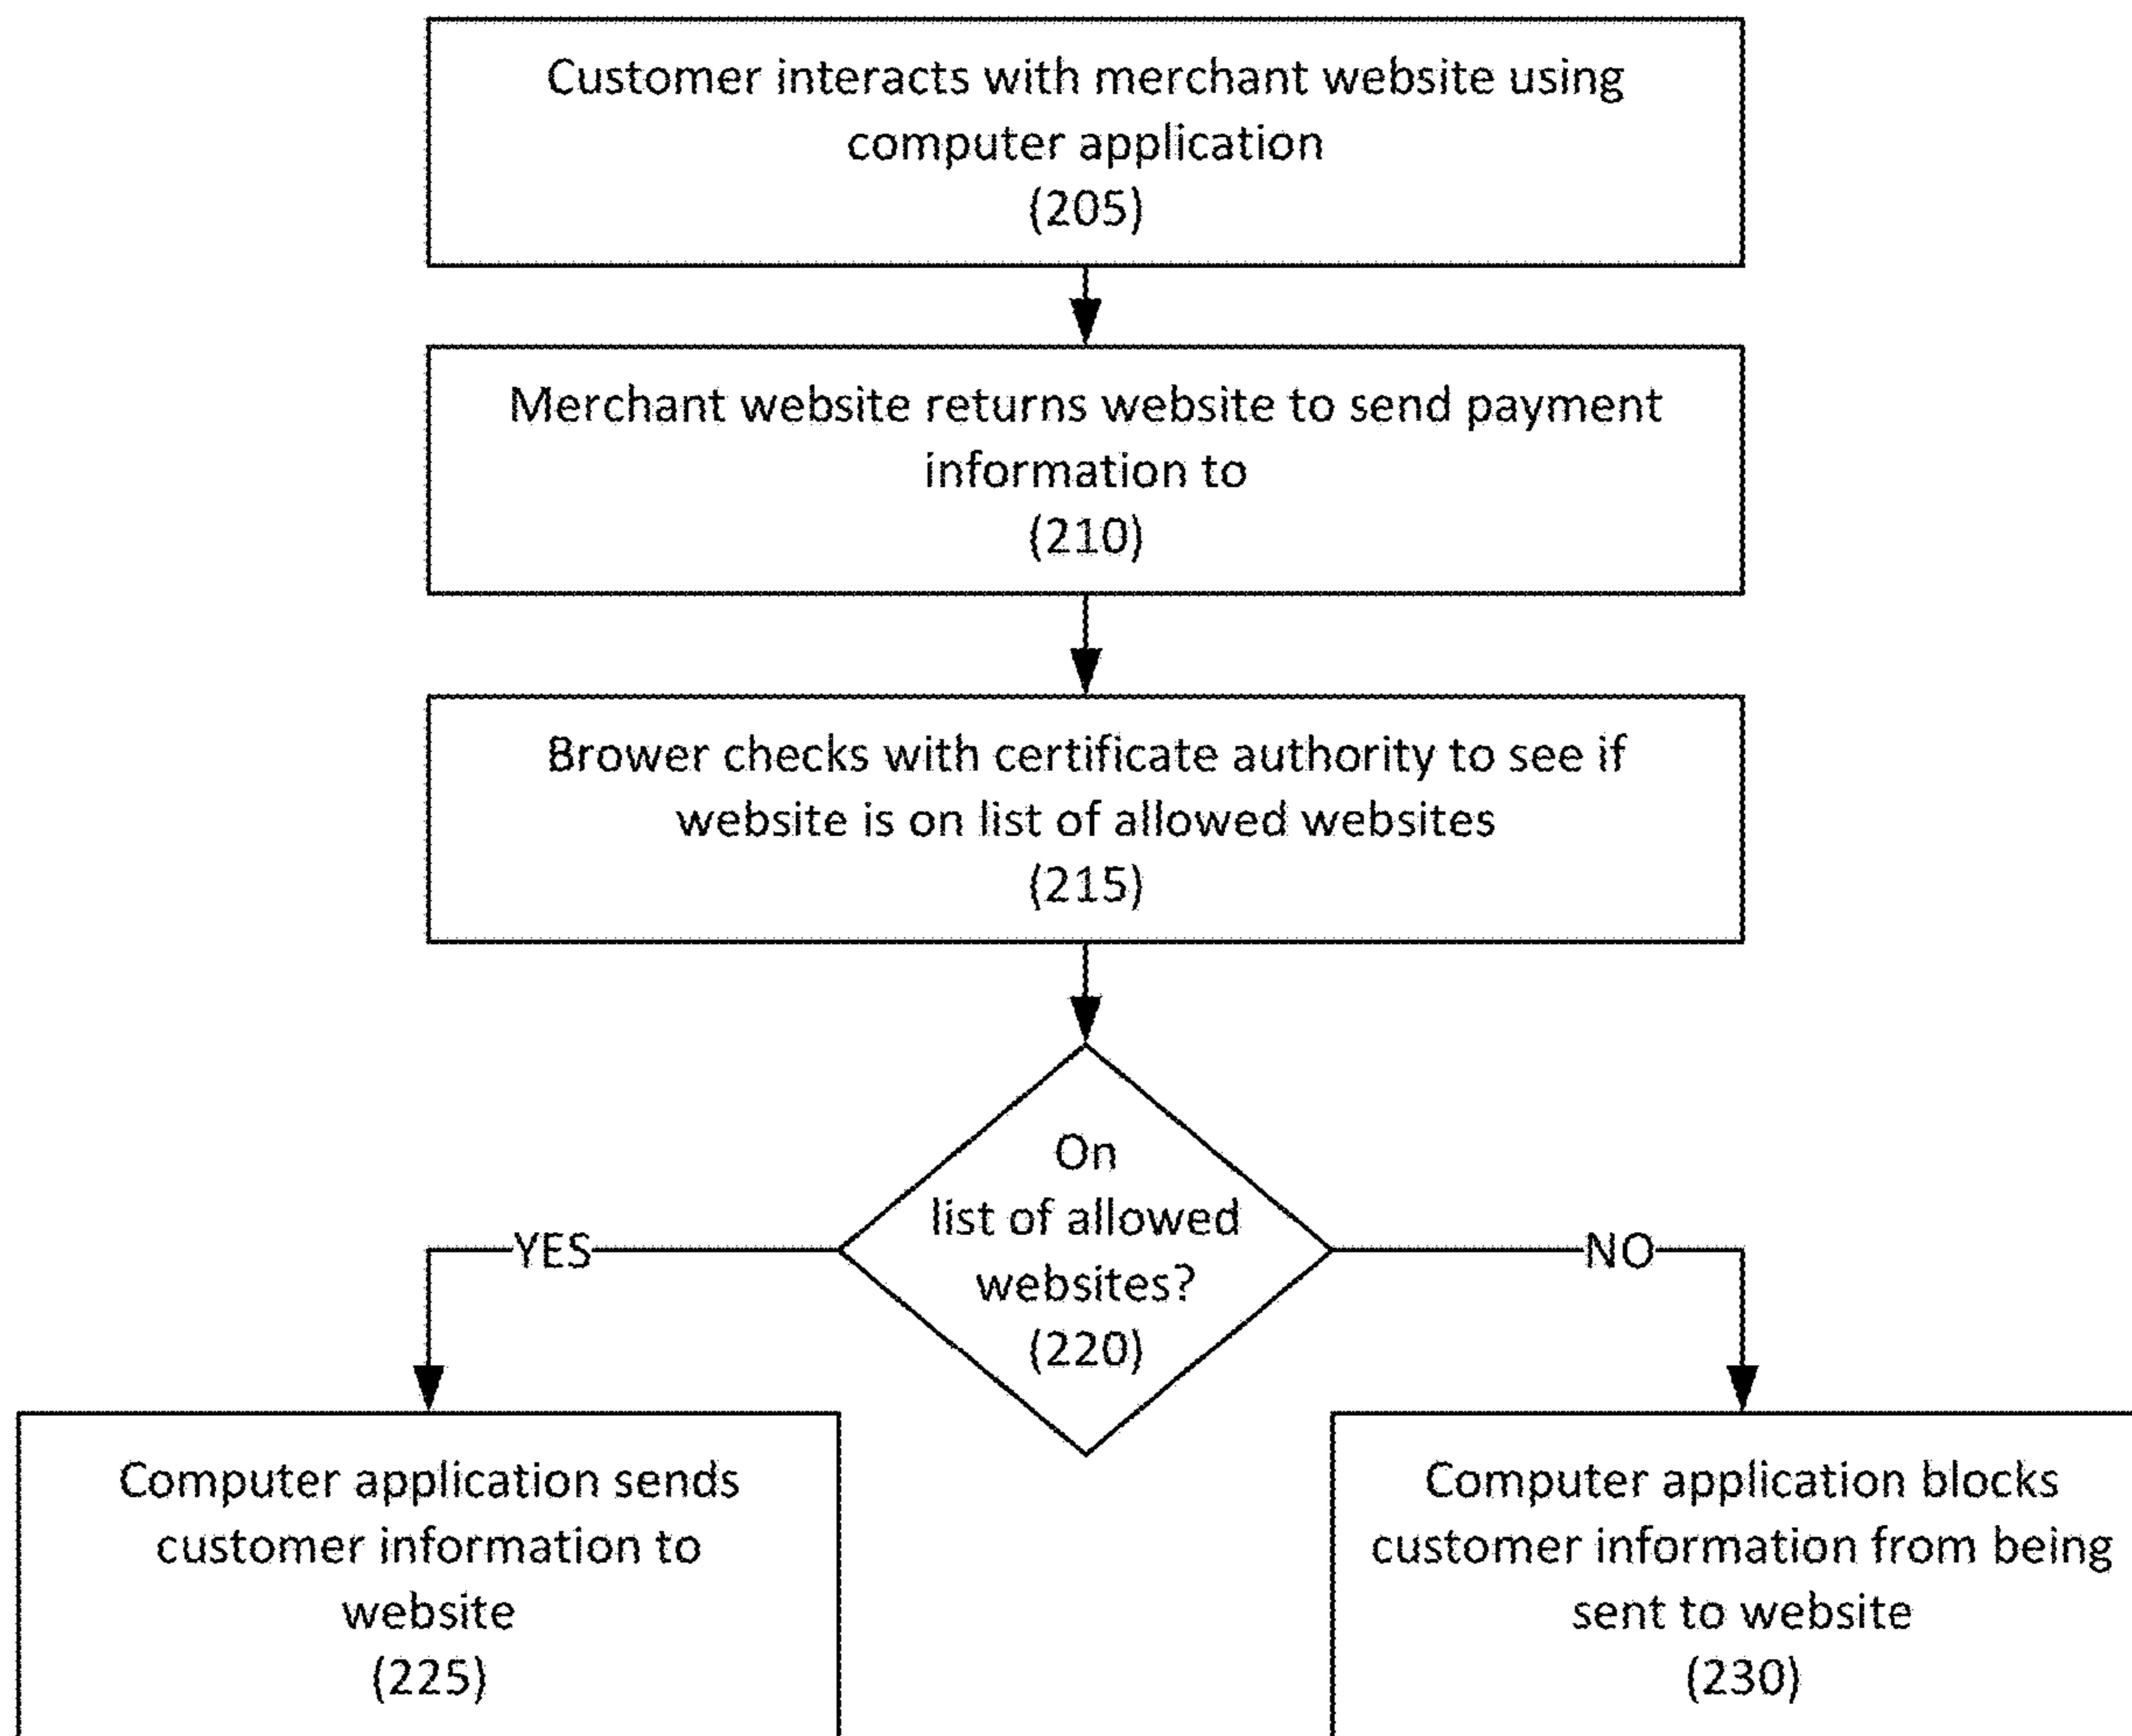 Customer interacts with merchant website using
computer application
(205)
Merchant website returns website to send payment
information to
(210)
Brower checks with certificate authority to see if
website is on list of allowed websites
(215)
On
list of allowed
websites?
(220)
YES
NO
Computer application sends
customer information to
website
(225)
Computer application blocks
customer information from being
sent to website
(230)